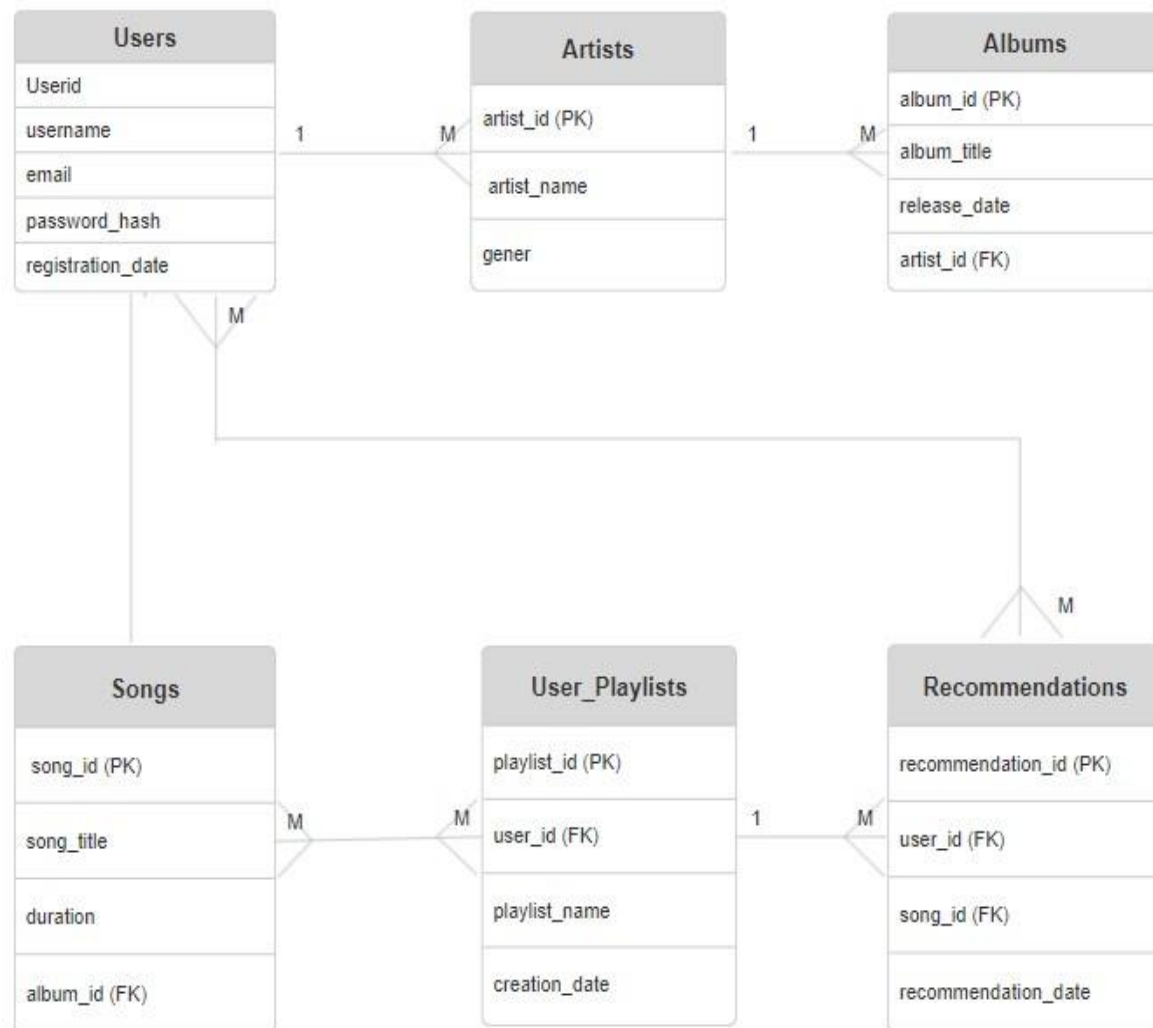 Users
Userid
username
email
password_hash
registration_date
1
M
Artists
artist_id (PK)
artist_name
gener
1
M
Albums
album_id (PK)
album_title
release_date
artist_id (FK)
M
M
Songs
song_id (PK)
song_title
duration
album_id (FK)
M
M
User_Playlists
playlist_id (PK)
user_id (FK)
playlist_name
creation_date
1
M
Recommendations
recommendation_id (PK)
user_id (FK)
song_id (FK)
recommendation_date